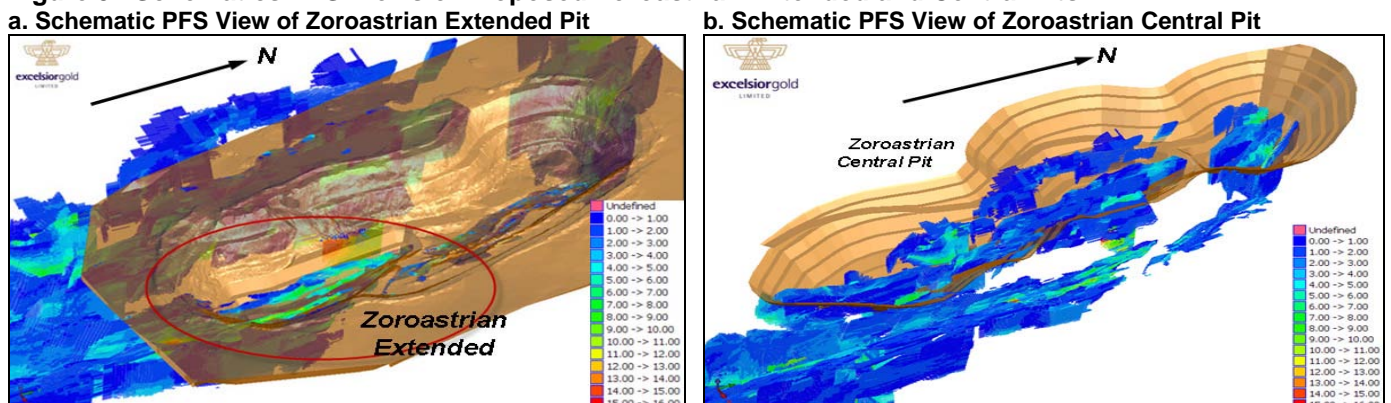 a. Schematic PFS View of Zoroastrian Extended Pit
excelsiorgold
LIMITED
N
Zoroastrian
Extended
Undefined
0.00 -> 1.00
1.00 -> 2.00
2.00 -> 3.00
3.00 -> 4.00
4.00 -> 5.00
5.00 -> 6.00
6.00 -> 7.00
7.00 -> 8.00
8.00 -> 9.00
9.00 -> 10.00
10.00 -> 11.00
11.00 -> 12.00
12.00 -> 13.00
13.00 -> 14.00
14.00 -> 15.00
b. Schematic PFS View of Zoroastrian Central Pit
excelsiorgold
LIMITED
N
Zoroastrian
Central Pit
Undefined
0.00 -> 1.00
1.00 -> 2.00
2.00 -> 3.00
3.00 -> 4.00
4.00 -> 5.00
5.00 -> 6.00
6.00 -> 7.00
7.00 -> 8.00
8.00 -> 9.00
9.00 -> 10.00
10.00 -> 11.00
11.00 -> 12.00
12.00 -> 13.00
13.00 -> 14.00
14.00 -> 15.00